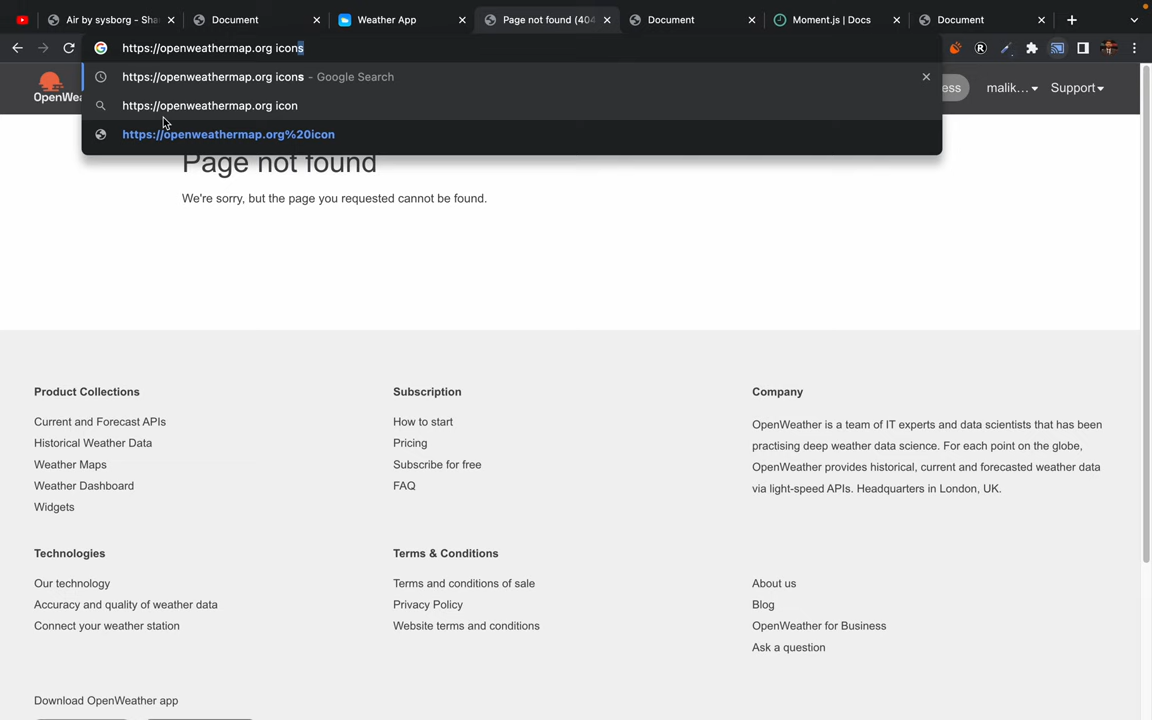 Air by sysborg - Sha
Document
Weather App
Page not found (404
Document
Moment.js | Docs
Document
https://openweathermap.org icons
https://openweathermap.org icons - Google Search
https://openweathermap.org icon
https://openweathermap.org%20icon
OpenWea
ess
malik...
Support
Page not found
We're sorry, but the page you requested cannot be found.
Product Collections
Current and Forecast APIs
Historical Weather Data
Weather Maps
Weather Dashboard
Widgets
Subscription
How to start
Pricing
Subscribe for free
FAQ
Company
OpenWeather is a team of IT experts and data scientists that has been
practising deep weather data science. For each point on the globe,
OpenWeather provides historical, current and forecasted weather data
via light-speed APIs. Headquarters in London, UK.
Technologies
Our technology
Accuracy and quality of weather data
Connect your weather station
Terms & Conditions
Terms and conditions of sale
Privacy Policy
Website terms and conditions
About us
Blog
OpenWeather for Business
Ask a question
Download OpenWeather app